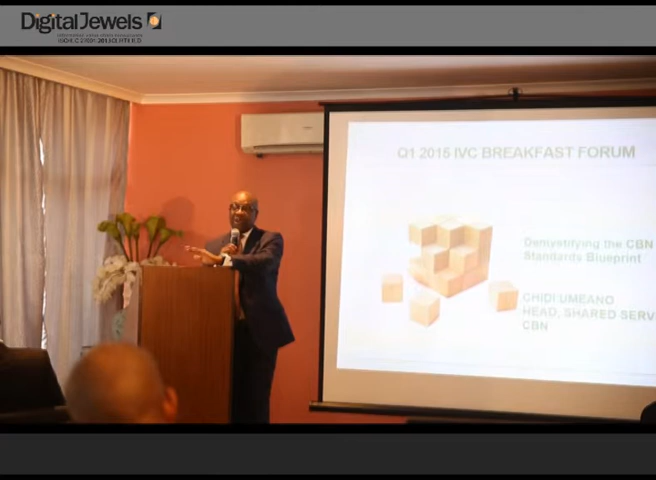 DigitalJewels
Q1 2015 IVC BREAKFAST FORUM
Demystifying the CBN
Standards Blueprint
CHIDI UMEANO
HEAD, SHARED SERV
CBN